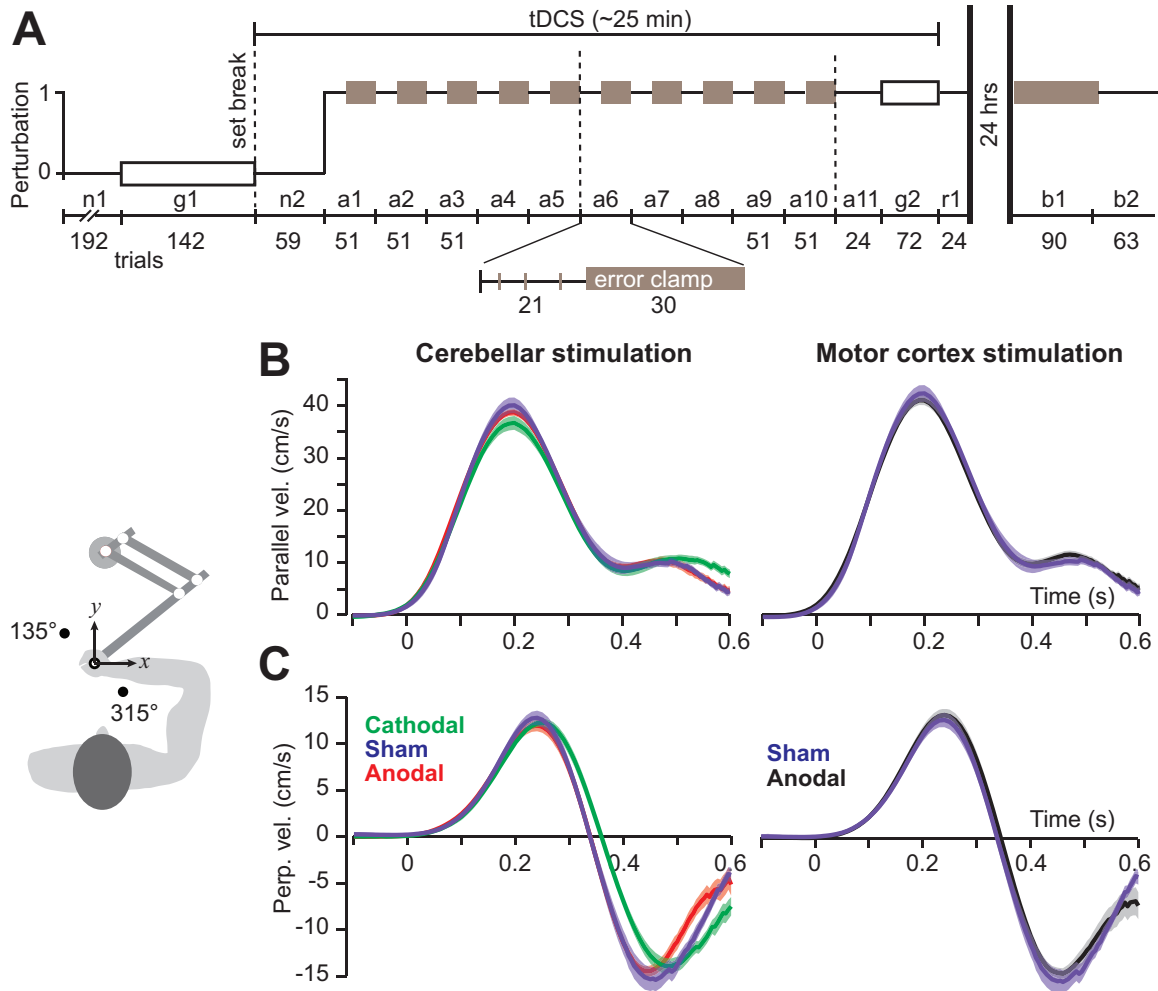 A
tDCS (~25 min)
Perturbation
1
0
set break
24 hrs
n1 g1 n2 a1 a2 a3 a4 a5 a6 a7 a8 a9 a10 a11 g2 r1 b1 b2
192 142 59 51 51 51 51 51 24 72 24 90 63
trials
error clamp
21 30
B
Cerebellar stimulation
Motor cortex stimulation
Parallel vel. (cm/s)
40
30
20
10
0
0 0.2 0.4 0.6
Time (s)
0 0.2 0.4 0.6
y
x
135°
315°
C
Perp. vel. (cm/s)
15
10
5
0
-5
-10
-15
Cathodal
Sham
Anodal
0 0.2 0.4 0.6
Sham
Anodal
Time (s)
0 0.2 0.4 0.6